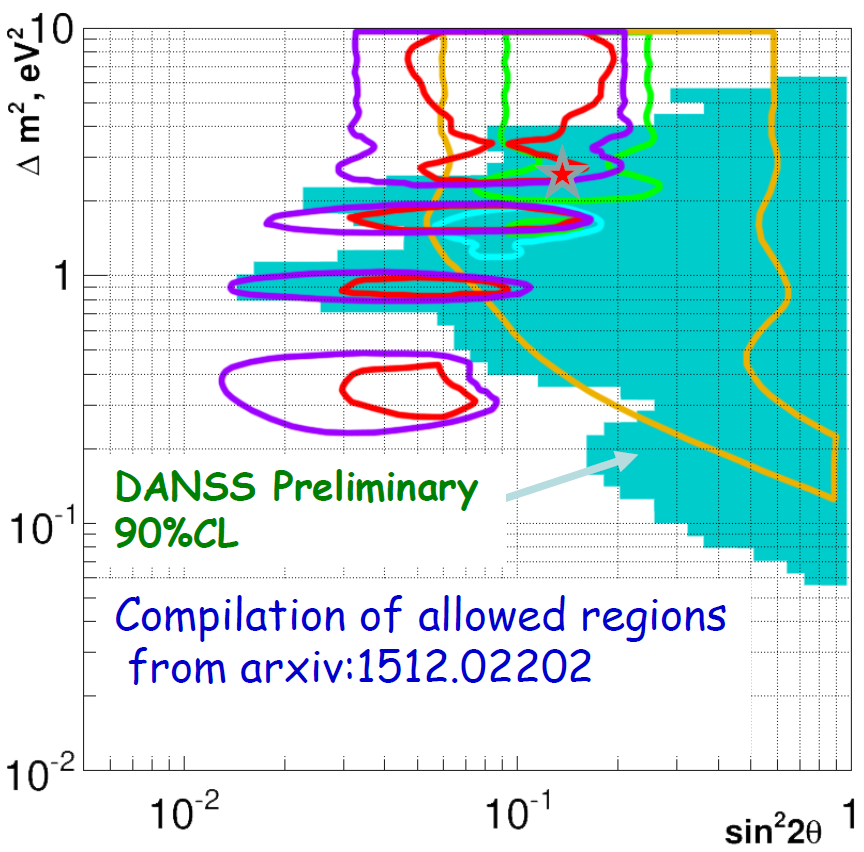 10
Δ m², eV²
1
10⁻¹
10⁻²
DANSS Preliminary
90%CL
Compilation of allowed regions
from arxiv:1512.02202
10⁻²
10⁻¹
1
sin²2θ